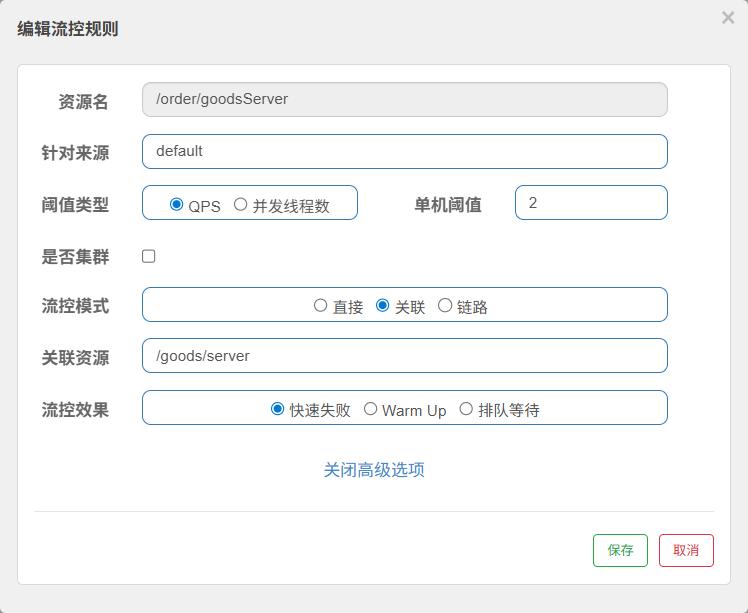 编辑流控规则
×
资源名 /order/goodsServer
针对来源 default
阈值类型 QPS 并发线程数 单机阈值 2
是否集群
流控模式 直接 关联 链路
关联资源 /goods/server
流控效果 快速失败 Warm Up 排队等待
关闭高级选项
保存 取消